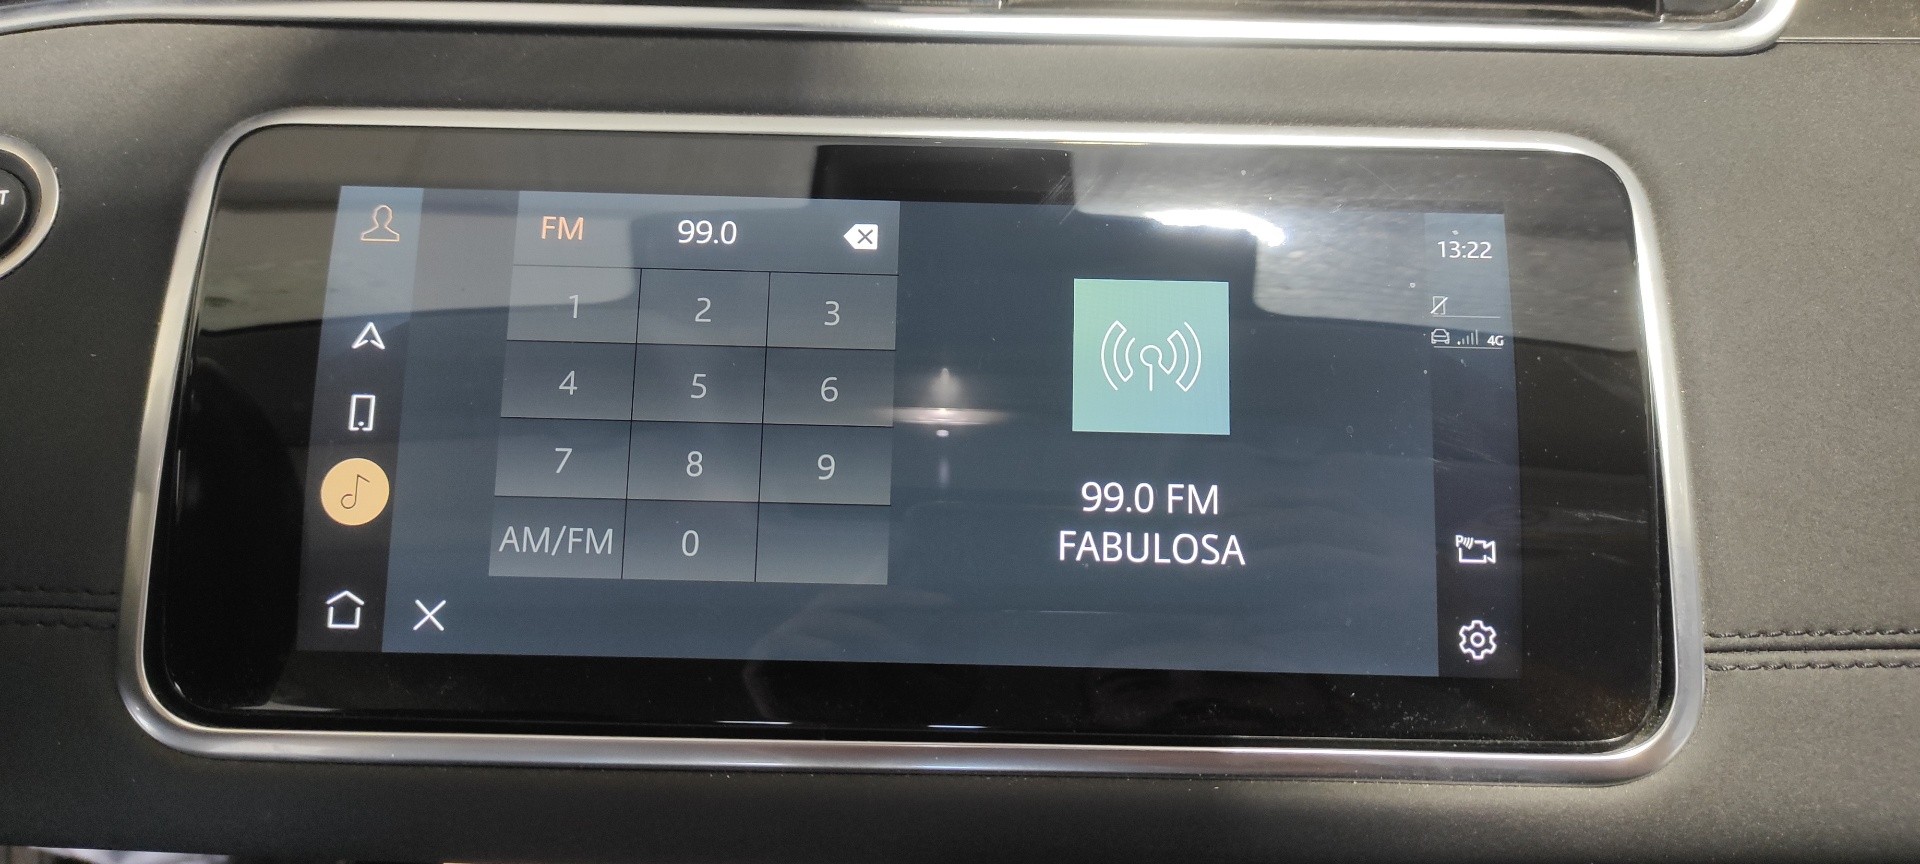 T
FM 99.0
1 2 3
4 5 6
7 8 9
AM/FM 0
99.0 FM
FABULOSA
13:22
4G
P